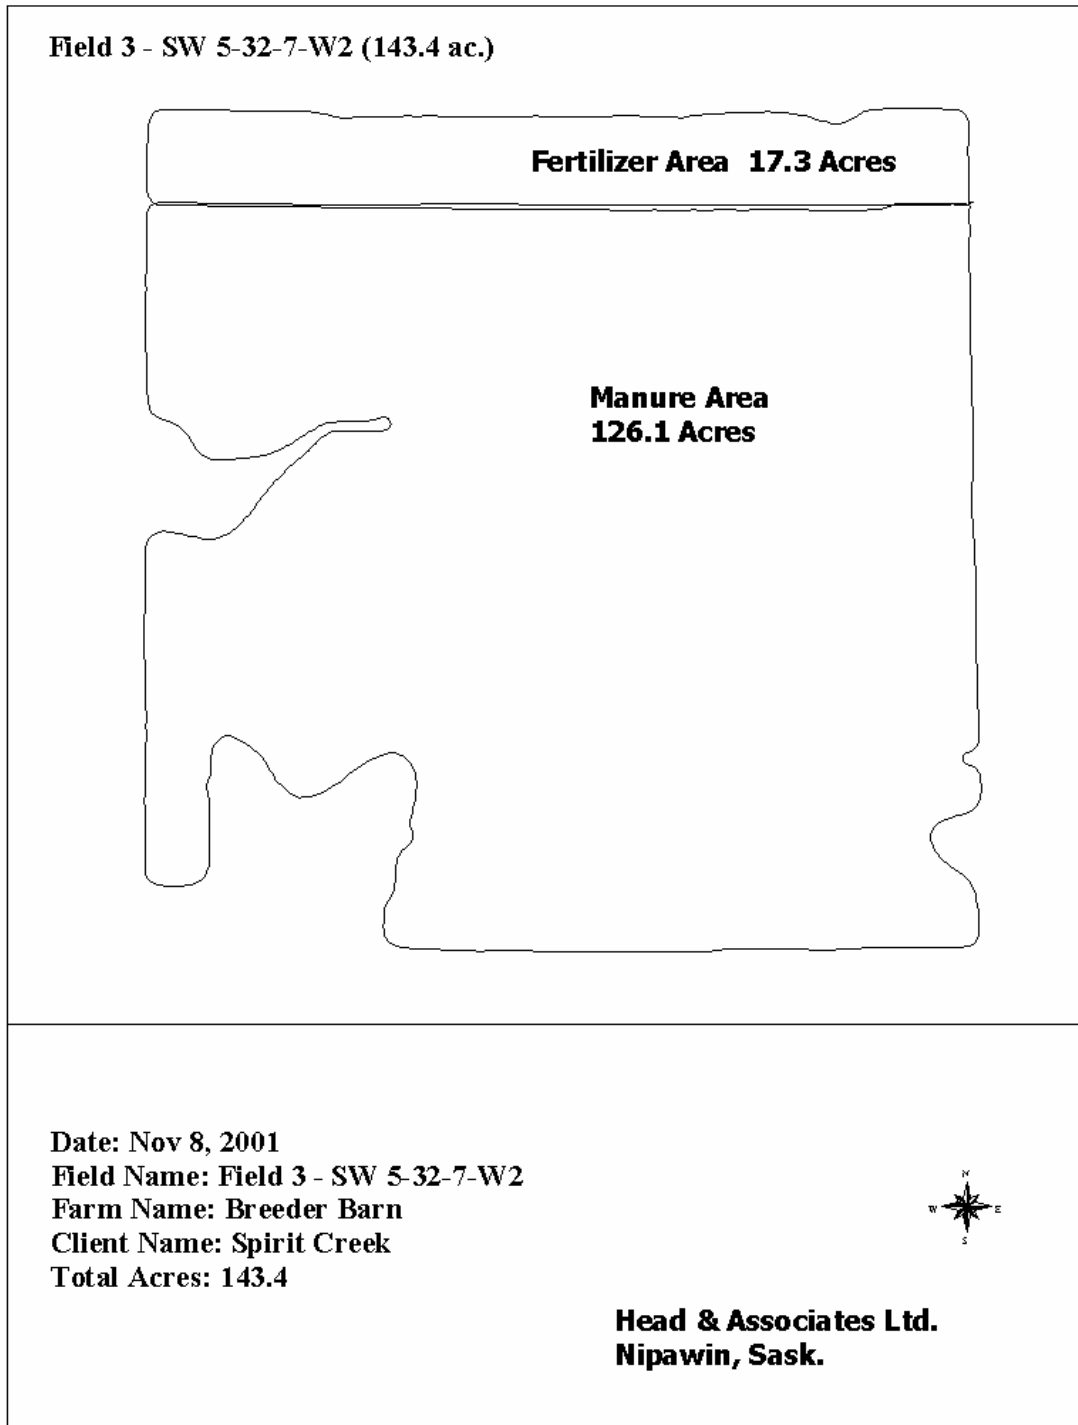 Field 3 - SW 5-32-7-W2 (143.4 ac.)
Fertilizer Area 17.3 Acres
Manure Area
126.1 Acres
Date: Nov 8, 2001
Field Name: Field 3 - SW 5-32-7-W2
Farm Name: Breeder Barn
Client Name: Spirit Creek
Total Acres: 143.4
N
W E
S
Head & Associates Ltd.
Nipawin, Sask.